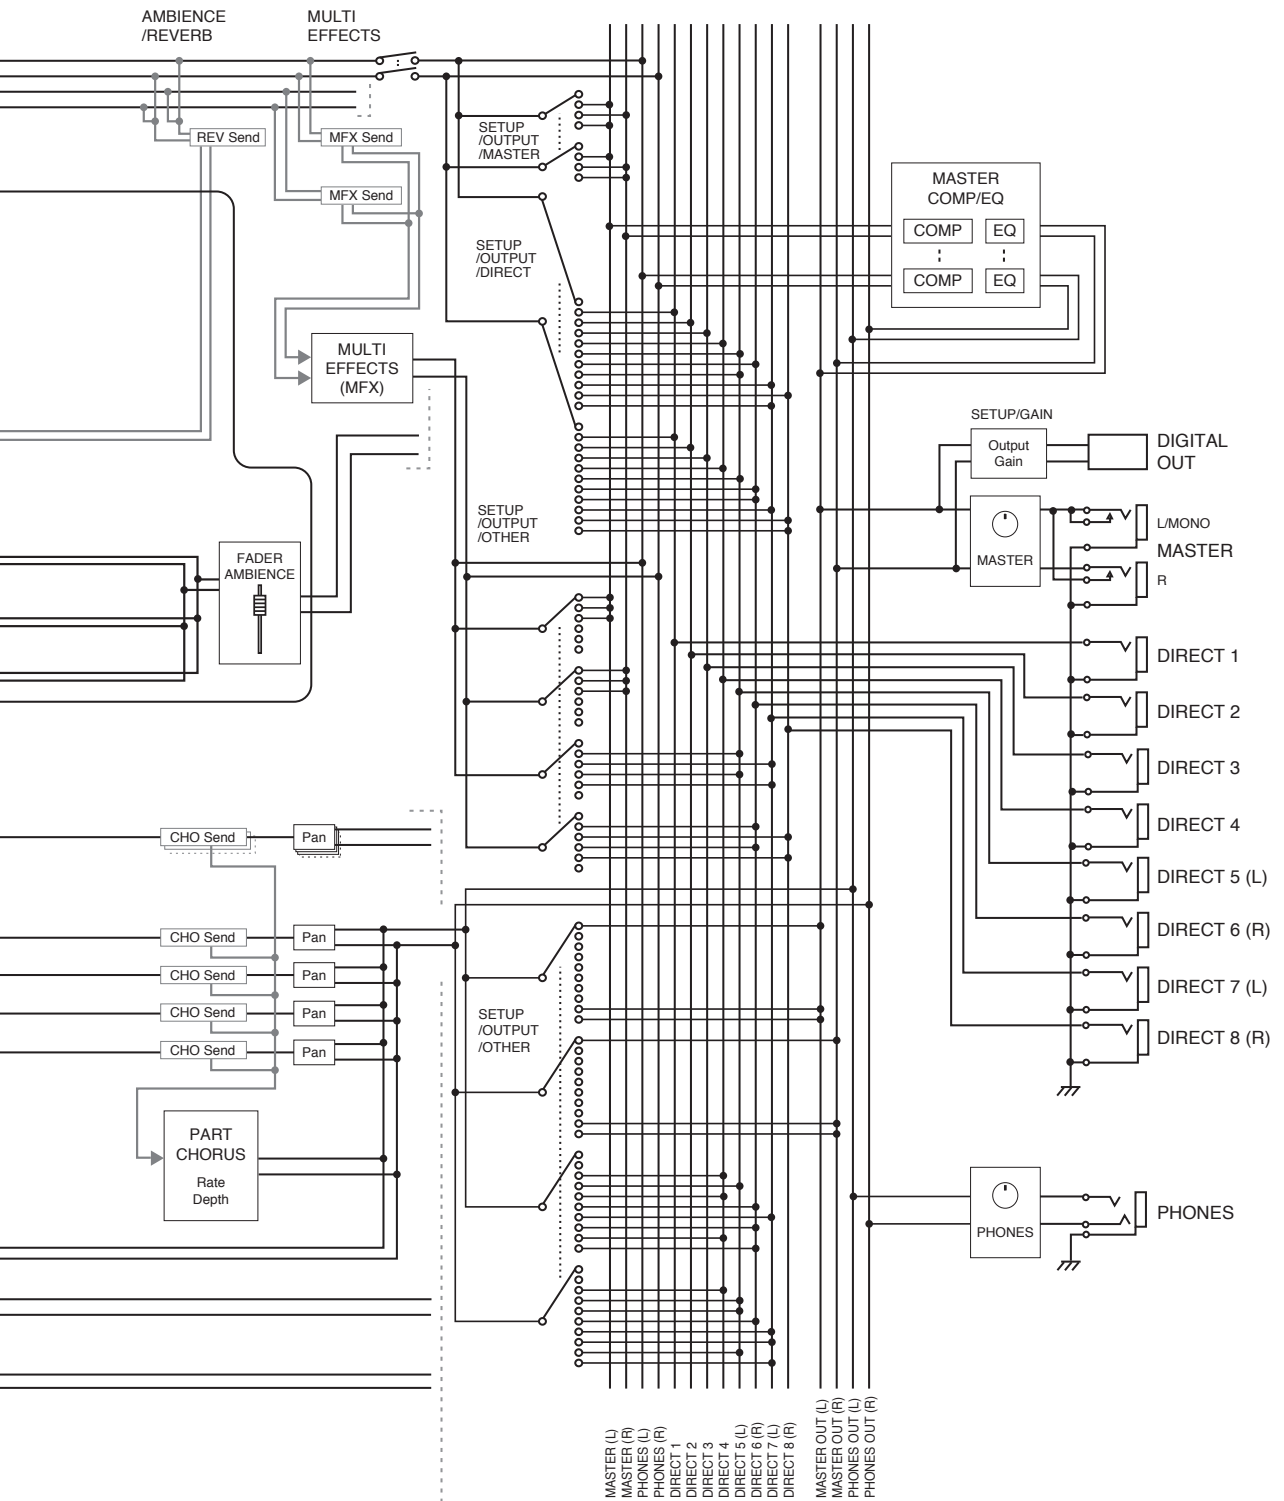 AMBIENCE
/REVERB
MULTI
EFFECTS
REV Send
MFX Send
MFX Send
SETUP
/OUTPUT
/MASTER
SETUP
/OUTPUT
/DIRECT
MASTER
COMP/EQ
COMP
EQ
COMP
EQ
MULTI
EFFECTS
(MFX)
SETUP/GAIN
Output
Gain
DIGITAL
OUT
SETUP
/OUTPUT
/OTHER
MASTER
L/MONO
MASTER
R
FADER
AMBIENCE
DIRECT 1
DIRECT 2
DIRECT 3
DIRECT 4
DIRECT 5 (L)
DIRECT 6 (R)
DIRECT 7 (L)
DIRECT 8 (R)
CHO Send
Pan
CHO Send
Pan
CHO Send
Pan
CHO Send
Pan
CHO Send
Pan
SETUP
/OUTPUT
/OTHER
PART
CHORUS
Rate
Depth
PHONES
PHONES
MASTER (L)
MASTER (R)
PHONES (L)
PHONES (R)
DIRECT 1
DIRECT 2
DIRECT 3
DIRECT 4
DIRECT 5 (L)
DIRECT 6 (R)
DIRECT 7 (L)
DIRECT 8 (R)
MASTER OUT (L)
MASTER OUT (R)
PHONES OUT (L)
PHONES OUT (R)